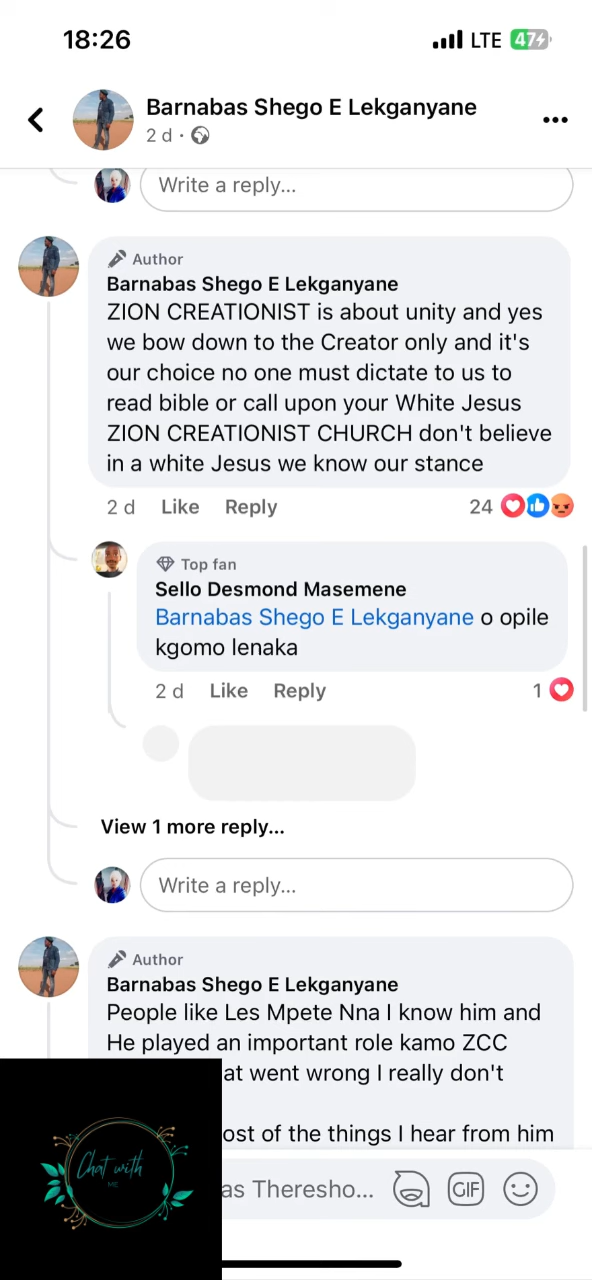 18:26
LTE 47
Barnabas Shego E Lekganyane
2 d ·
Write a reply...
Author
Barnabas Shego E Lekganyane
ZION CREATIONIST is about unity and yes
we bow down to the Creator only and it's
our choice no one must dictate to us to
read bible or call upon your White Jesus
ZION CREATIONIST CHURCH don't believe
in a white Jesus we know our stance
2 d Like Reply 24
Top fan
Sello Desmond Masemene
Barnabas Shego E Lekganyane o opile
kgomo lenaka
2 d Like Reply 1
View 1 more reply...
Write a reply...
Author
Barnabas Shego E Lekganyane
People like Les Mpete Nna I know him and
He played an important role kamo ZCC
at went wrong I really don't
ost of the things I hear from him
Chat with
ME
as Theresho... GIF